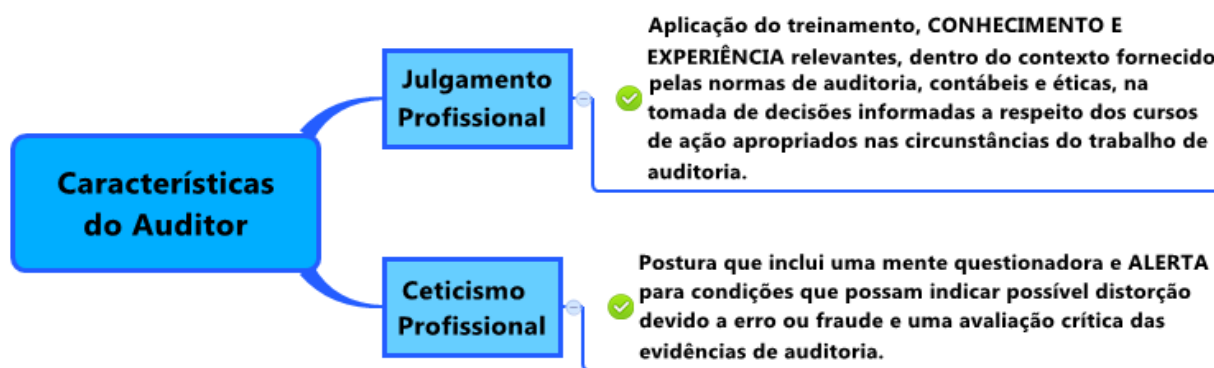 Características
do Auditor
Julgamento
Profissional
Aplicação do treinamento, CONHECIMENTO E
EXPERIÊNCIA relevantes, dentro do contexto fornecido
pelas normas de auditoria, contábeis e éticas, na
tomada de decisões informadas a respeito dos cursos
de ação apropriados nas circunstâncias do trabalho de
auditoria.
Ceticismo
Profissional
Postura que inclui uma mente questionadora e ALERTA
para condições que possam indicar possível distorção
devido a erro ou fraude e uma avaliação crítica das
evidências de auditoria.